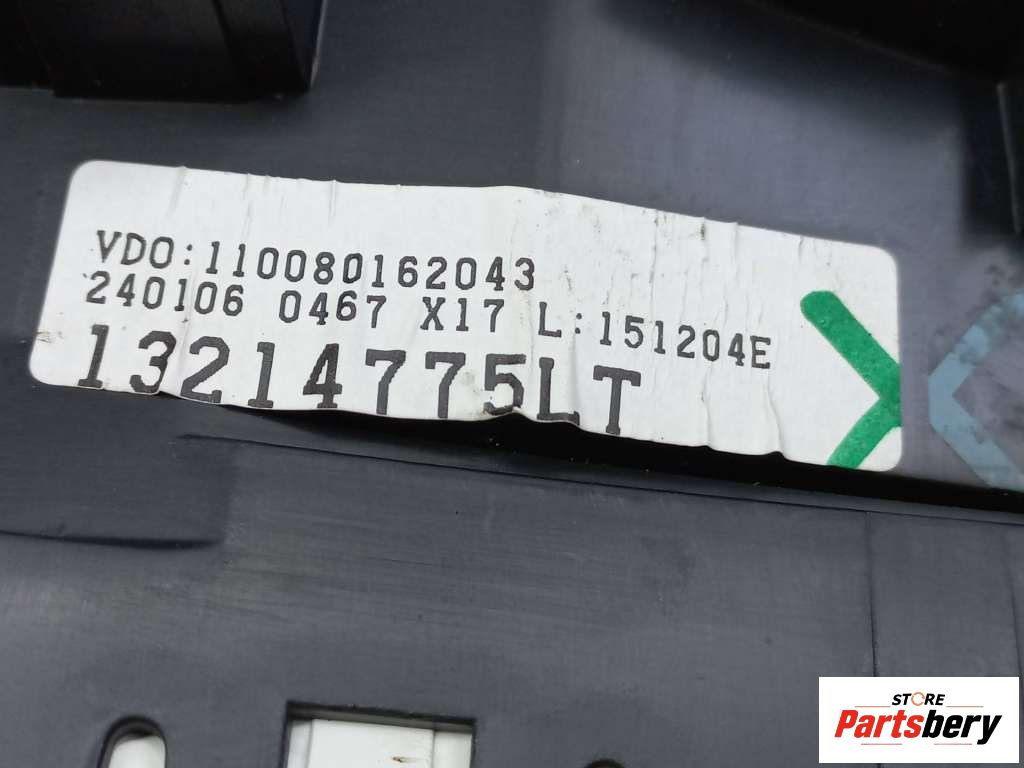 VDO:110080162043
240106 0467 X17 L:151204E
13214775LT
STORE
Partsbery